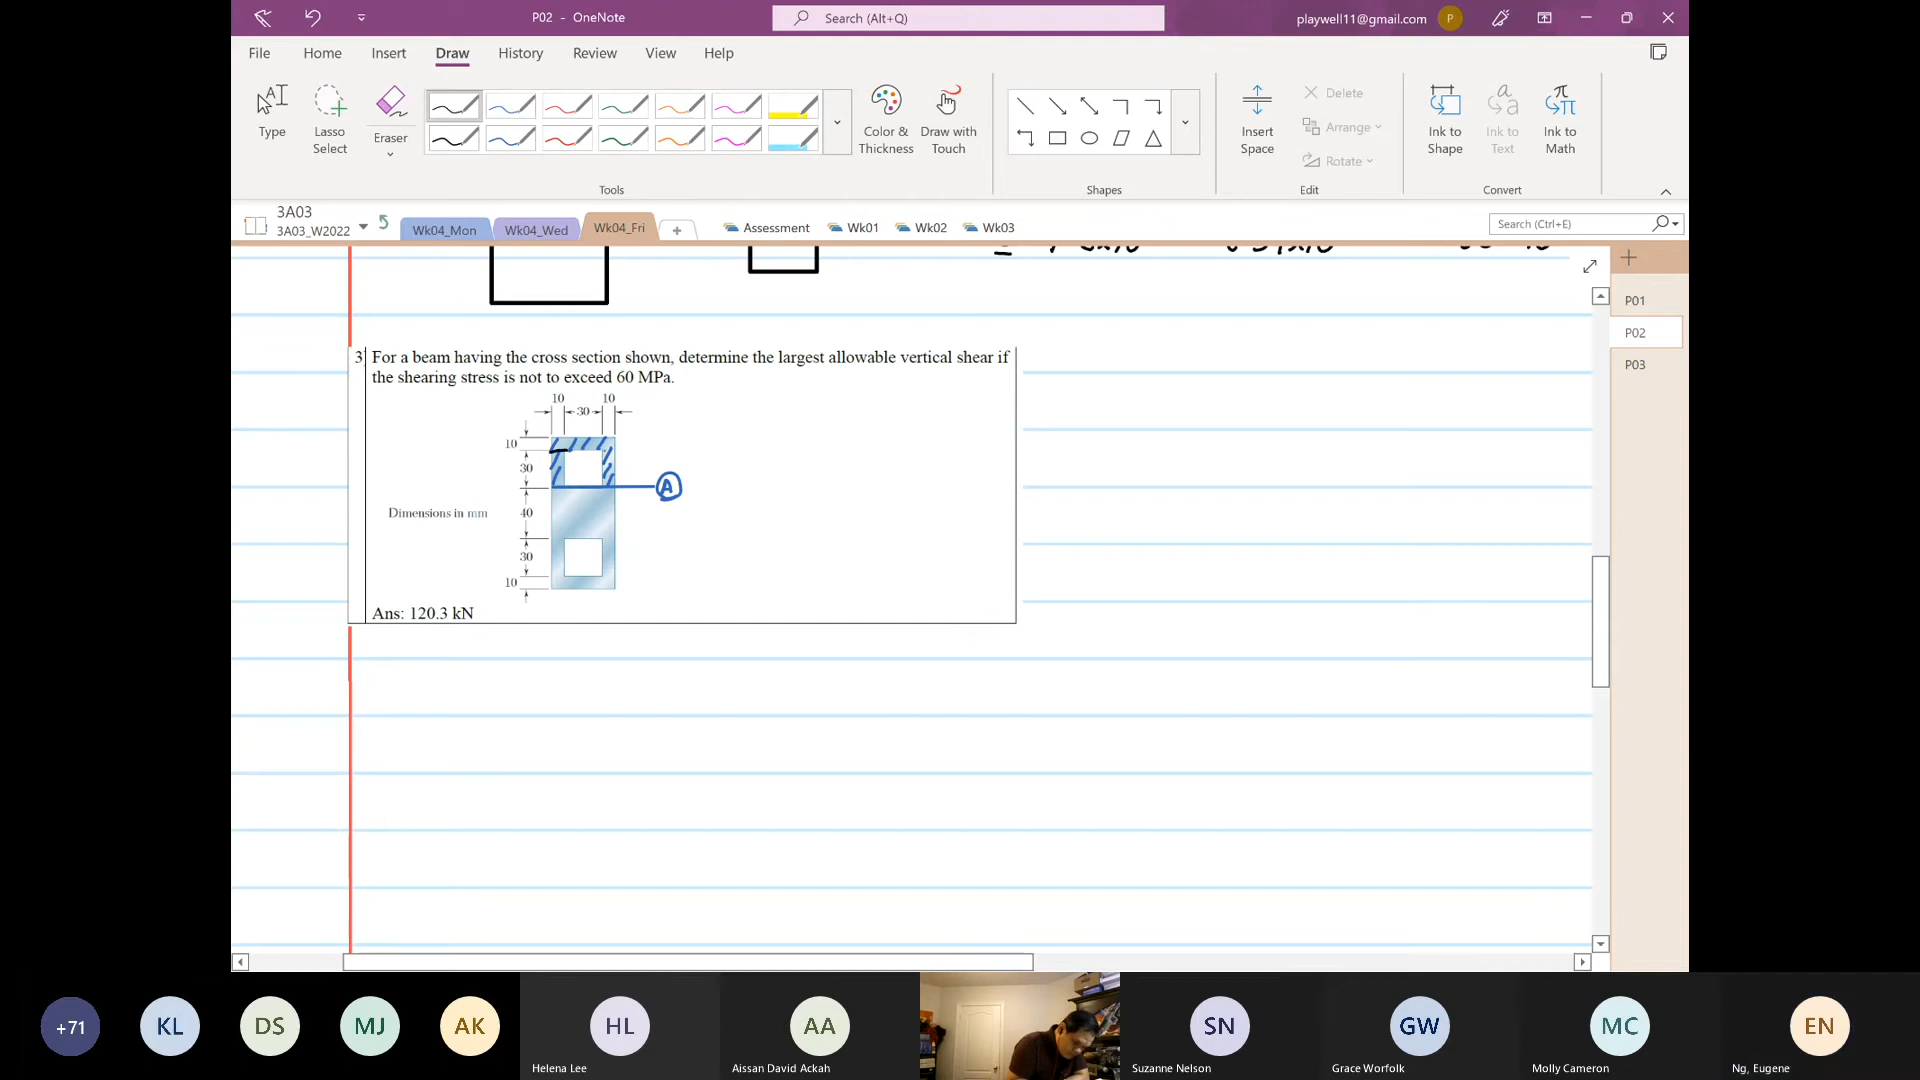 P02 - OneNote
Search (Alt+Q)
playwell11@gmail.com
P
File Home Insert Draw History Review View Help
Type
Lasso Select
Eraser
Color & Thickness
Draw with Touch
Insert Space
Delete
Arrange
Rotate
Ink to Shape
Ink to Text
Ink to Math
Tools
Shapes
Edit
Convert
3A03
3A03_W2022
Wk04_Mon
Wk04_Wed
Wk04_Fri
Assessment
Wk01
Wk02
Wk03
Search (Ctrl+E)
P01
P02
P03
3 For a beam having the cross section shown, determine the largest allowable vertical shear if
the shearing stress is not to exceed 60 MPa.
10 10
30
10
30
A
Dimensions in mm
40
30
10
Ans: 120.3 kN
+71
KL
DS
MJ
AK
HL
AA
SN
GW
MC
EN
Helena Lee
Aissan David Ackah
Suzanne Nelson
Grace Worfolk
Molly Cameron
Ng, Eugene